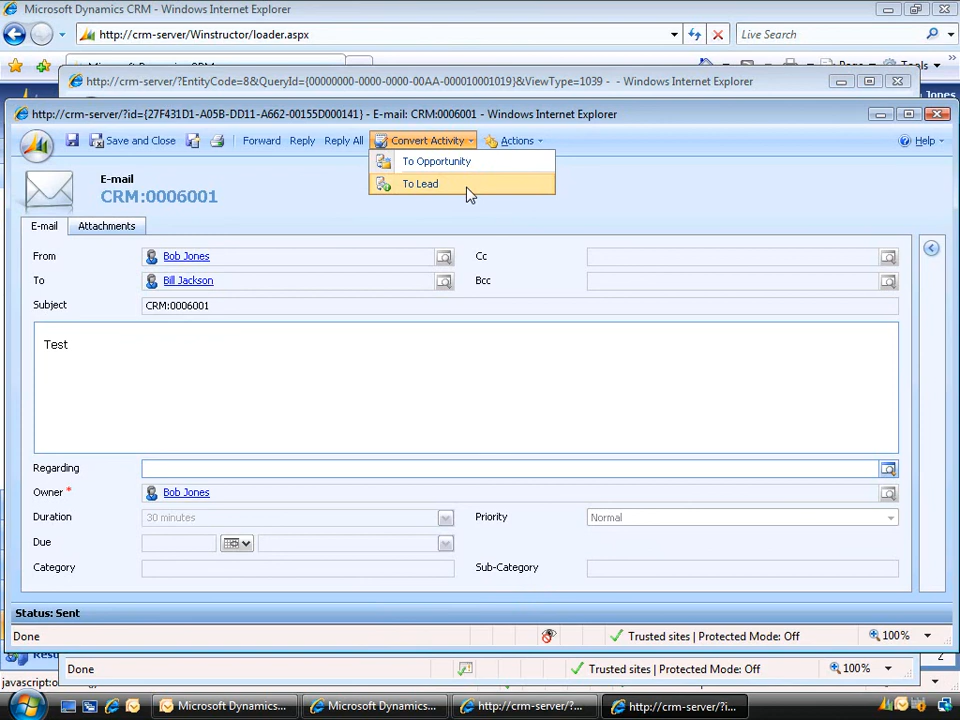 Microsoft Dynamics CRM - Windows Internet Explorer
http://crm-server/Winstructor/loader.aspx
Live Search
http://crm-server/?EntityCode=8&QueryId={00000000-0000-0000-00AA-000010001019}&ViewType=1039 - - Windows Internet Explorer
http://crm-server/?id={27F431D1-A05B-DD11-A662-00155D000141} - E-mail: CRM:0006001 - Windows Internet Explorer
Save and Close Forward Reply Reply All Convert Activity Actions Help
To Opportunity
To Lead
E-mail
CRM:0006001
E-mail Attachments
From Bob Jones Cc
To Bill Jackson Bcc
Subject CRM:0006001
Test
Regarding
Owner * Bob Jones
Duration 30 minutes Priority Normal
Due
Category Sub-Category
Status: Sent
Done Trusted sites | Protected Mode: Off 100%
Done Trusted sites | Protected Mode: Off 100%
Microsoft Dynamics... Microsoft Dynamics... http://crm-server/?... http://crm-server/?i...